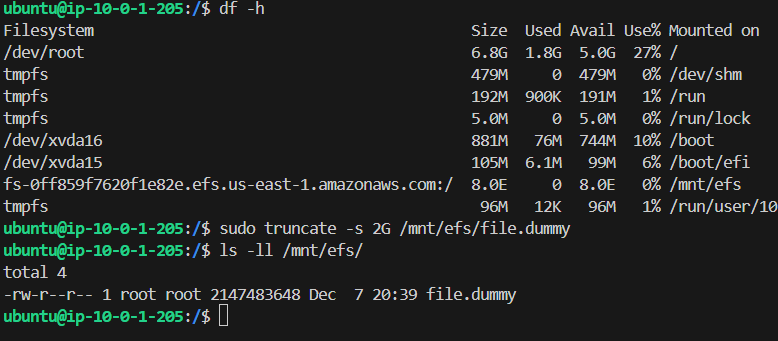 ubuntu@ip-10-0-1-205:/$ df -h
Filesystem                                 Size  Used Avail Use% Mounted on
/dev/root                                  6.8G  1.8G  5.0G  27% /
tmpfs                                      479M     0  479M   0% /dev/shm
tmpfs                                      192M  900K  191M   1% /run
tmpfs                                      5.0M     0  5.0M   0% /run/lock
/dev/xvda16                                881M   76M  744M  10% /boot
/dev/xvda15                                105M  6.1M   99M   6% /boot/efi
fs-0ff859f7620f1e82e.efs.us-east-1.amazonaws.com:/  8.0E     0  8.0E   0% /mnt/efs
tmpfs                                       96M   12K   96M   1% /run/user/10
ubuntu@ip-10-0-1-205:/$ sudo truncate -s 2G /mnt/efs/file.dummy
ubuntu@ip-10-0-1-205:/$ ls -ll /mnt/efs/
total 4
-rw-r--r-- 1 root root 2147483648 Dec  7 20:39 file.dummy
ubuntu@ip-10-0-1-205:/$